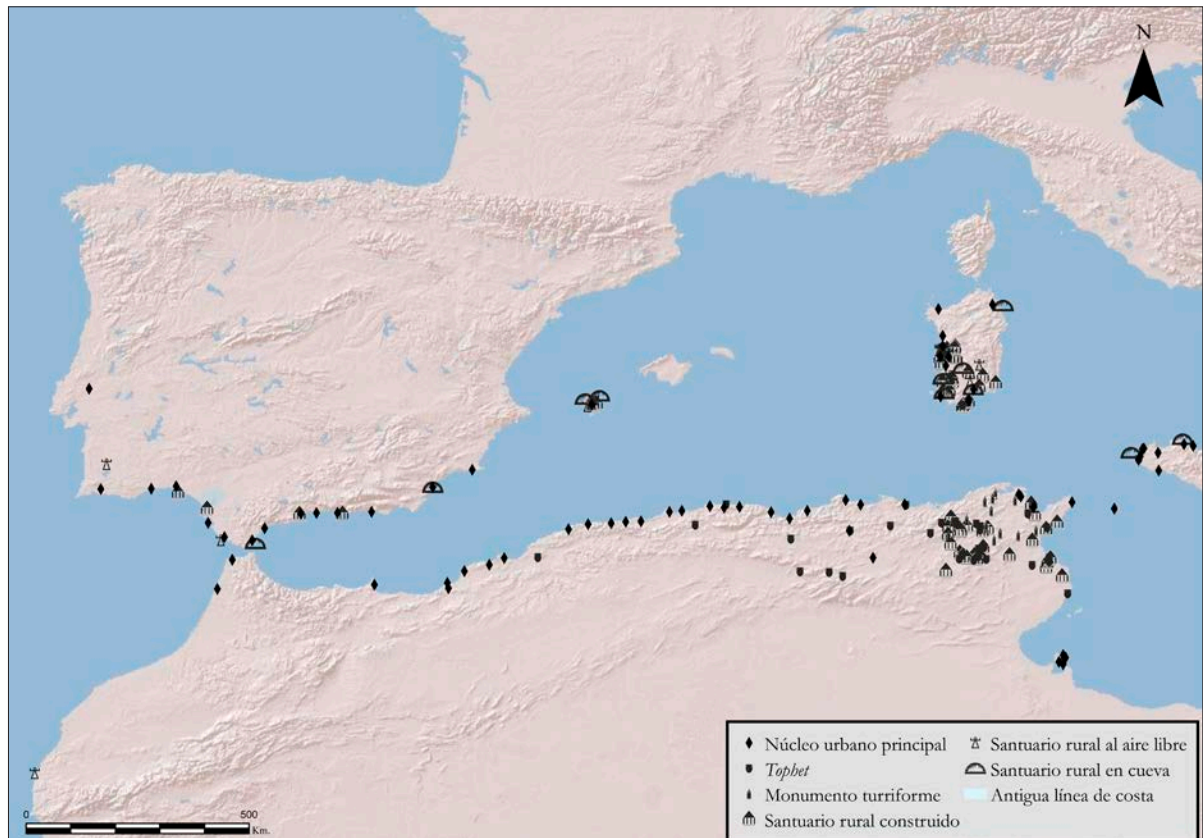 N
Núcleo urbano principal
Tophet
Monumento turriforme
Santuario rural construido
Santuario rural al aire libre
Santuario rural en cueva
Antigua línea de costa
0 500
Km.